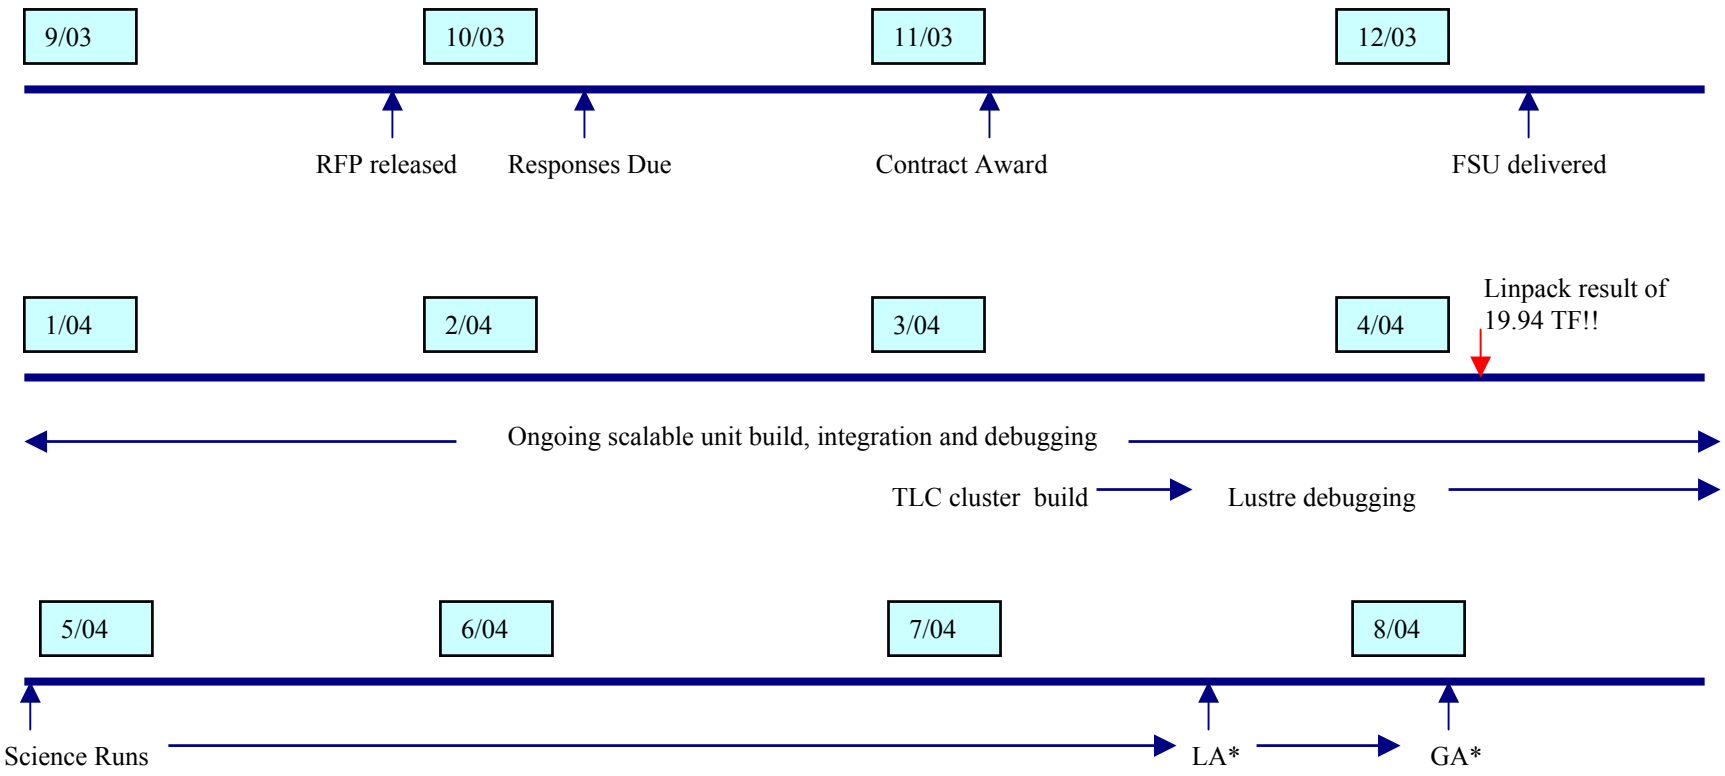 9/03
10/03
11/03
12/03
RFP released
Responses Due
Contract Award
FSU delivered
Linpack result of
19.94 TF!!
1/04
2/04
3/04
4/04
Ongoing scalable unit build, integration and debugging
TLC cluster build
Lustre debugging
5/04
6/04
7/04
8/04
Science Runs
LA*
GA*